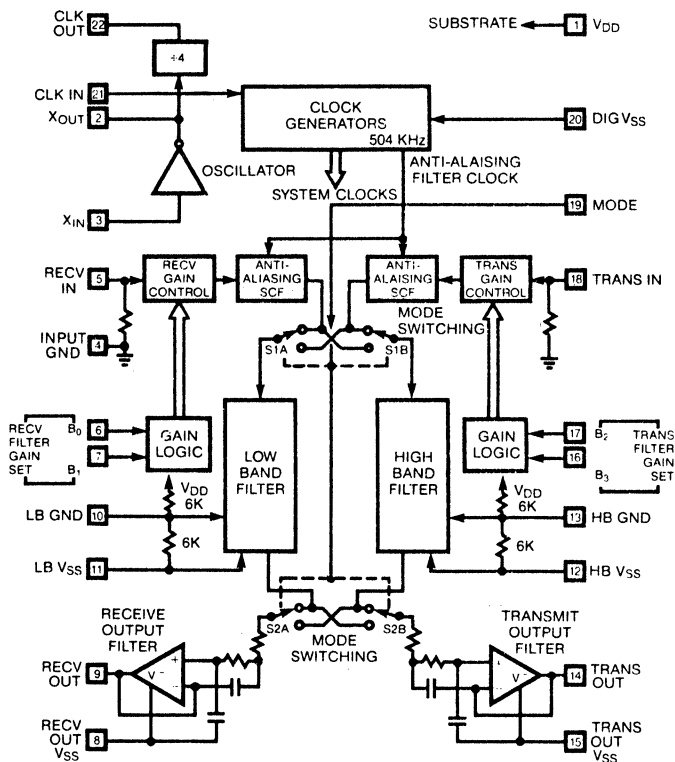 CLK
OUT
22
÷4
SUBSTRATE
1
VDD
CLK IN
21
XOUT
2
CLOCK
GENERATORS
504 KHz
20
DIG VSS
OSCILLATOR
SYSTEM CLOCKS
ANTI-ALAISING
FILTER CLOCK
XIN
3
19
MODE
RECV
IN
5
RECV
GAIN
CONTROL
ANTI-
ALIASING
SCF
ANTI-
ALAISING
SCF
TRANS
GAIN
CONTROL
18
TRANS IN
MODE
SWITCHING
INPUT
GND
4
S1A
S1B
RECV
FILTER
GAIN
SET
B0
B1
6
7
GAIN
LOGIC
LOW
BAND
FILTER
HIGH
BAND
FILTER
GAIN
LOGIC
17
16
B2
B3
TRANS
FILTER
GAIN
SET
VDD
6K
VDD
6K
LB GND
10
13
HB GND
6K
6K
LB VSS
11
12
HB VSS
RECEIVE
OUTPUT
FILTER
S2A
MODE
SWITCHING
S2B
TRANSMIT
OUTPUT
FILTER
RECV
OUT
9
+
-
V-
+
-
V-
14
TRANS
OUT
RECV
OUT
VSS
8
15
TRANS
OUT
VSS